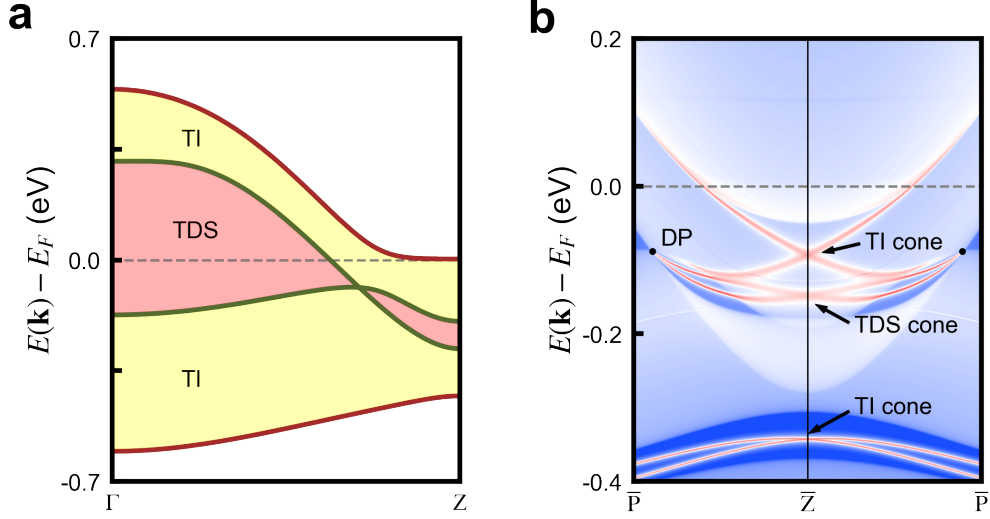 a
0.7
0.0
-0.7
E(k) − E_F (eV)
TI
TDS
TI
Γ
Z
b
0.2
0.0
-0.2
-0.4
E(k) − E_F (eV)
DP
TI cone
TDS cone
TI cone
P̅
Z̅
P̅